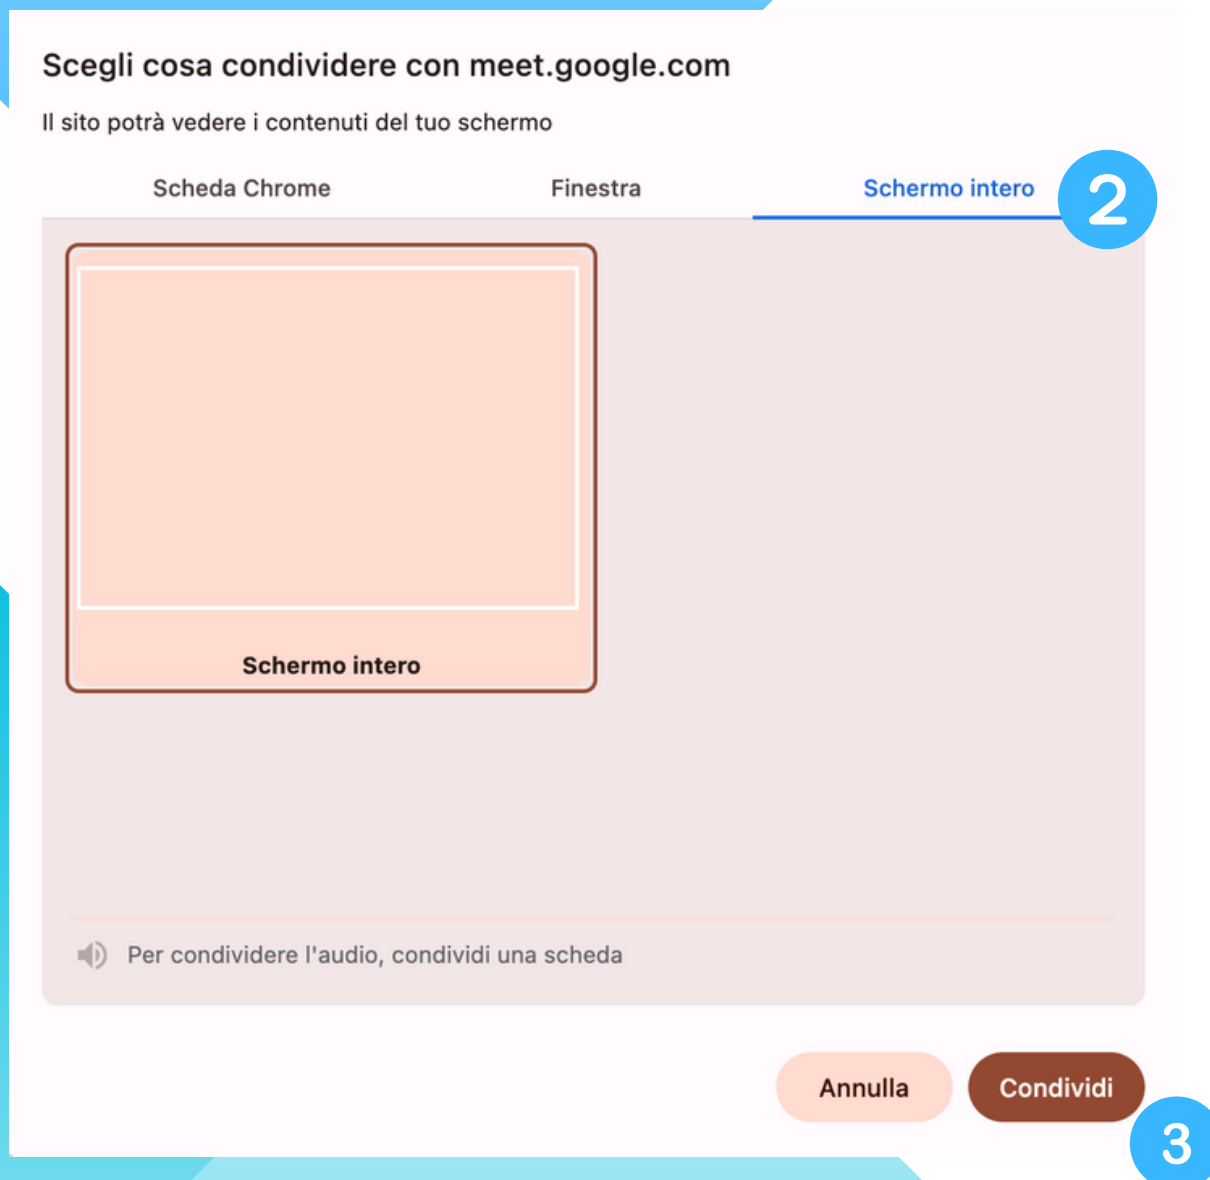 Scegli cosa condividere con meet.google.com
Il sito potrà vedere i contenuti del tuo schermo
Scheda Chrome Finestra Schermo intero 2
Schermo intero
Per condividere l'audio, condividi una scheda
Annulla Condividi
3